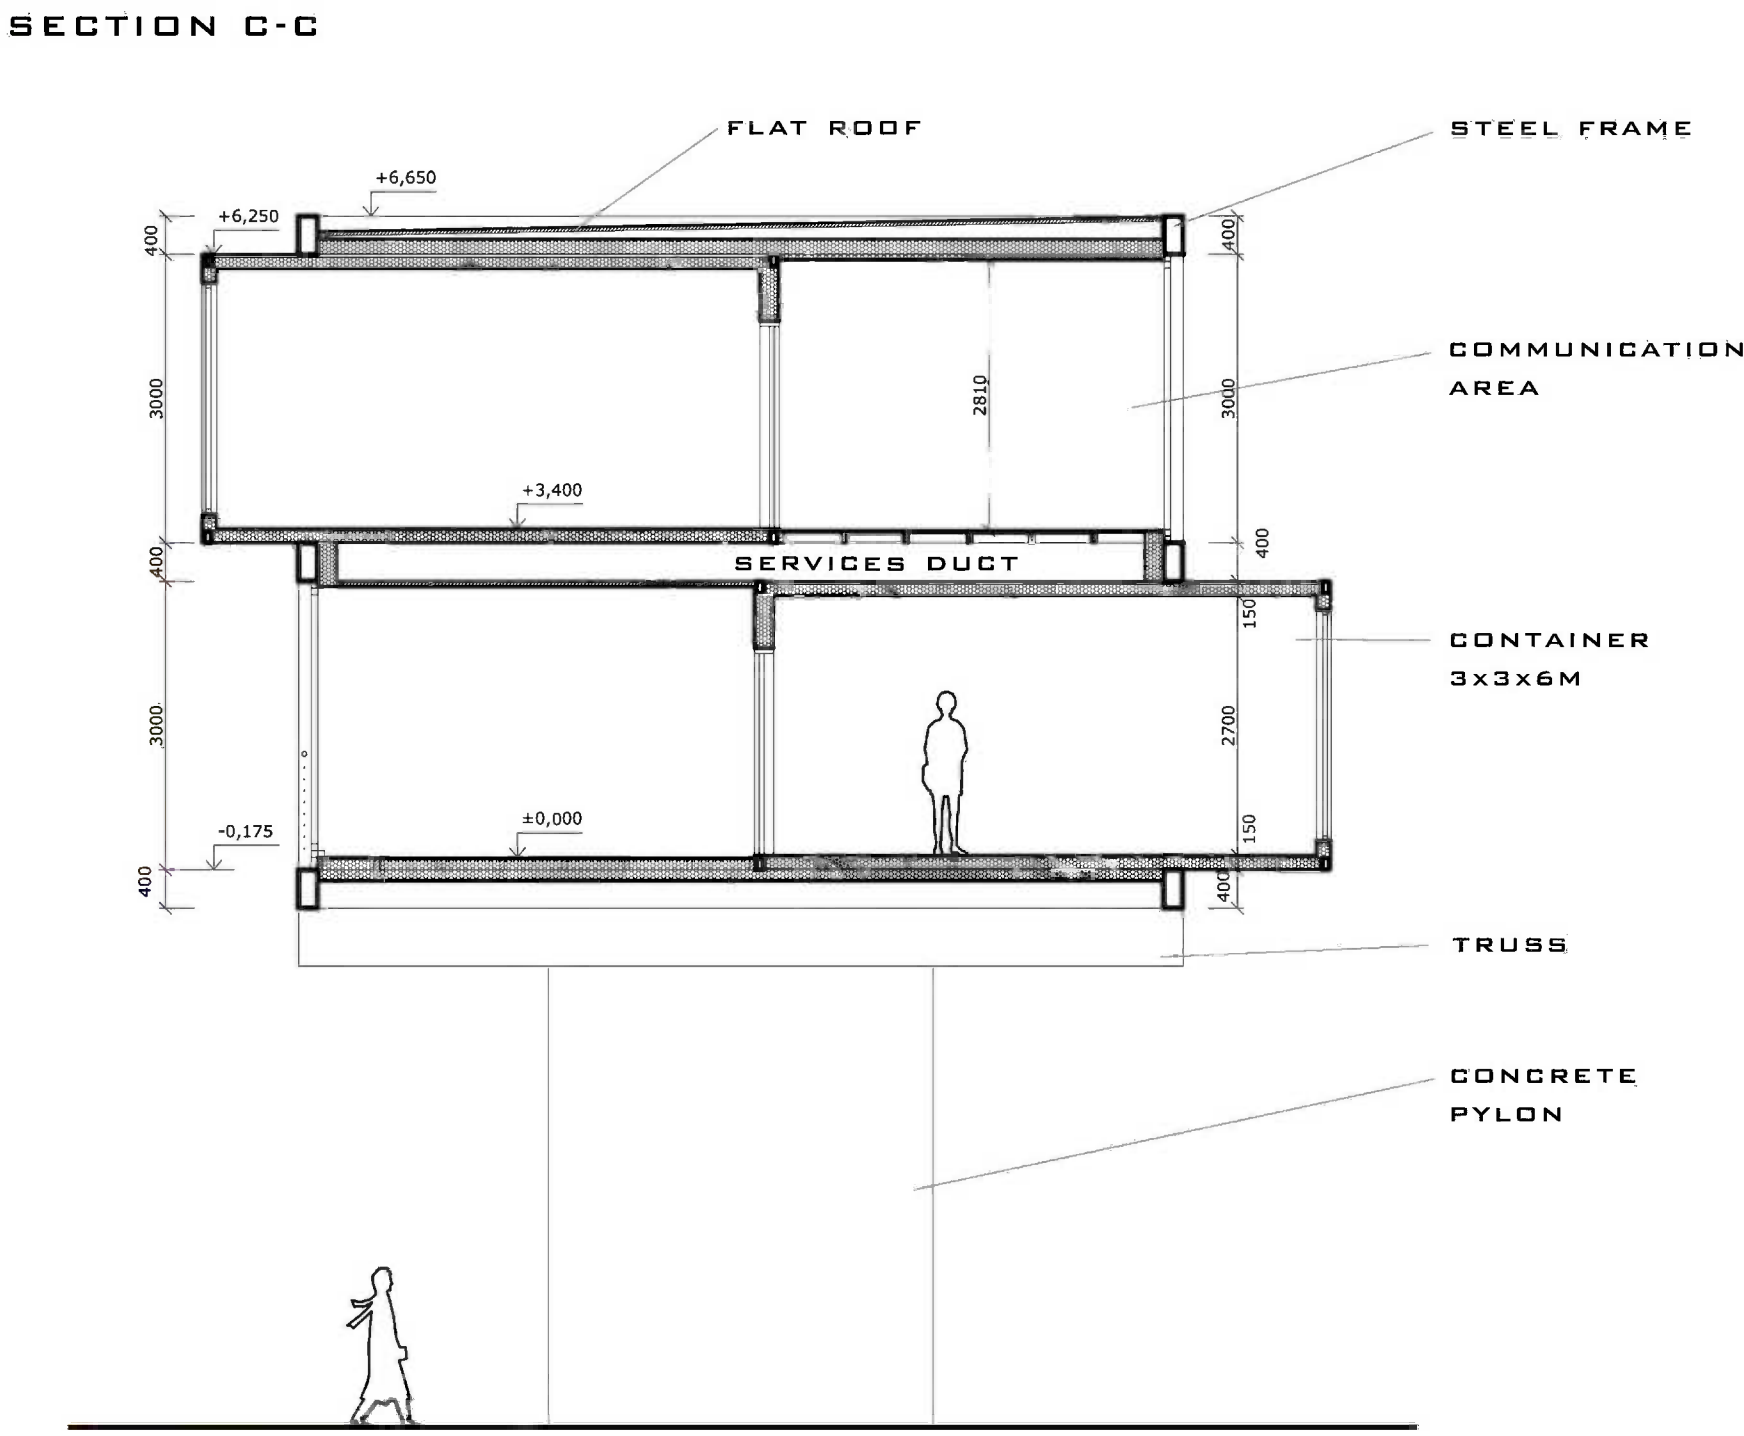 SECTION C-C
FLAT ROOF
STEEL FRAME
+6,650
+6,250
400
400
COMMUNICATION
AREA
3000
2810
3000
+3,400
400
400
SERVICES DUCT
150
CONTAINER
3x3x6M
3000
2700
±0,000
-0,175
150
400
400
TRUSS
CONCRETE
PYLON